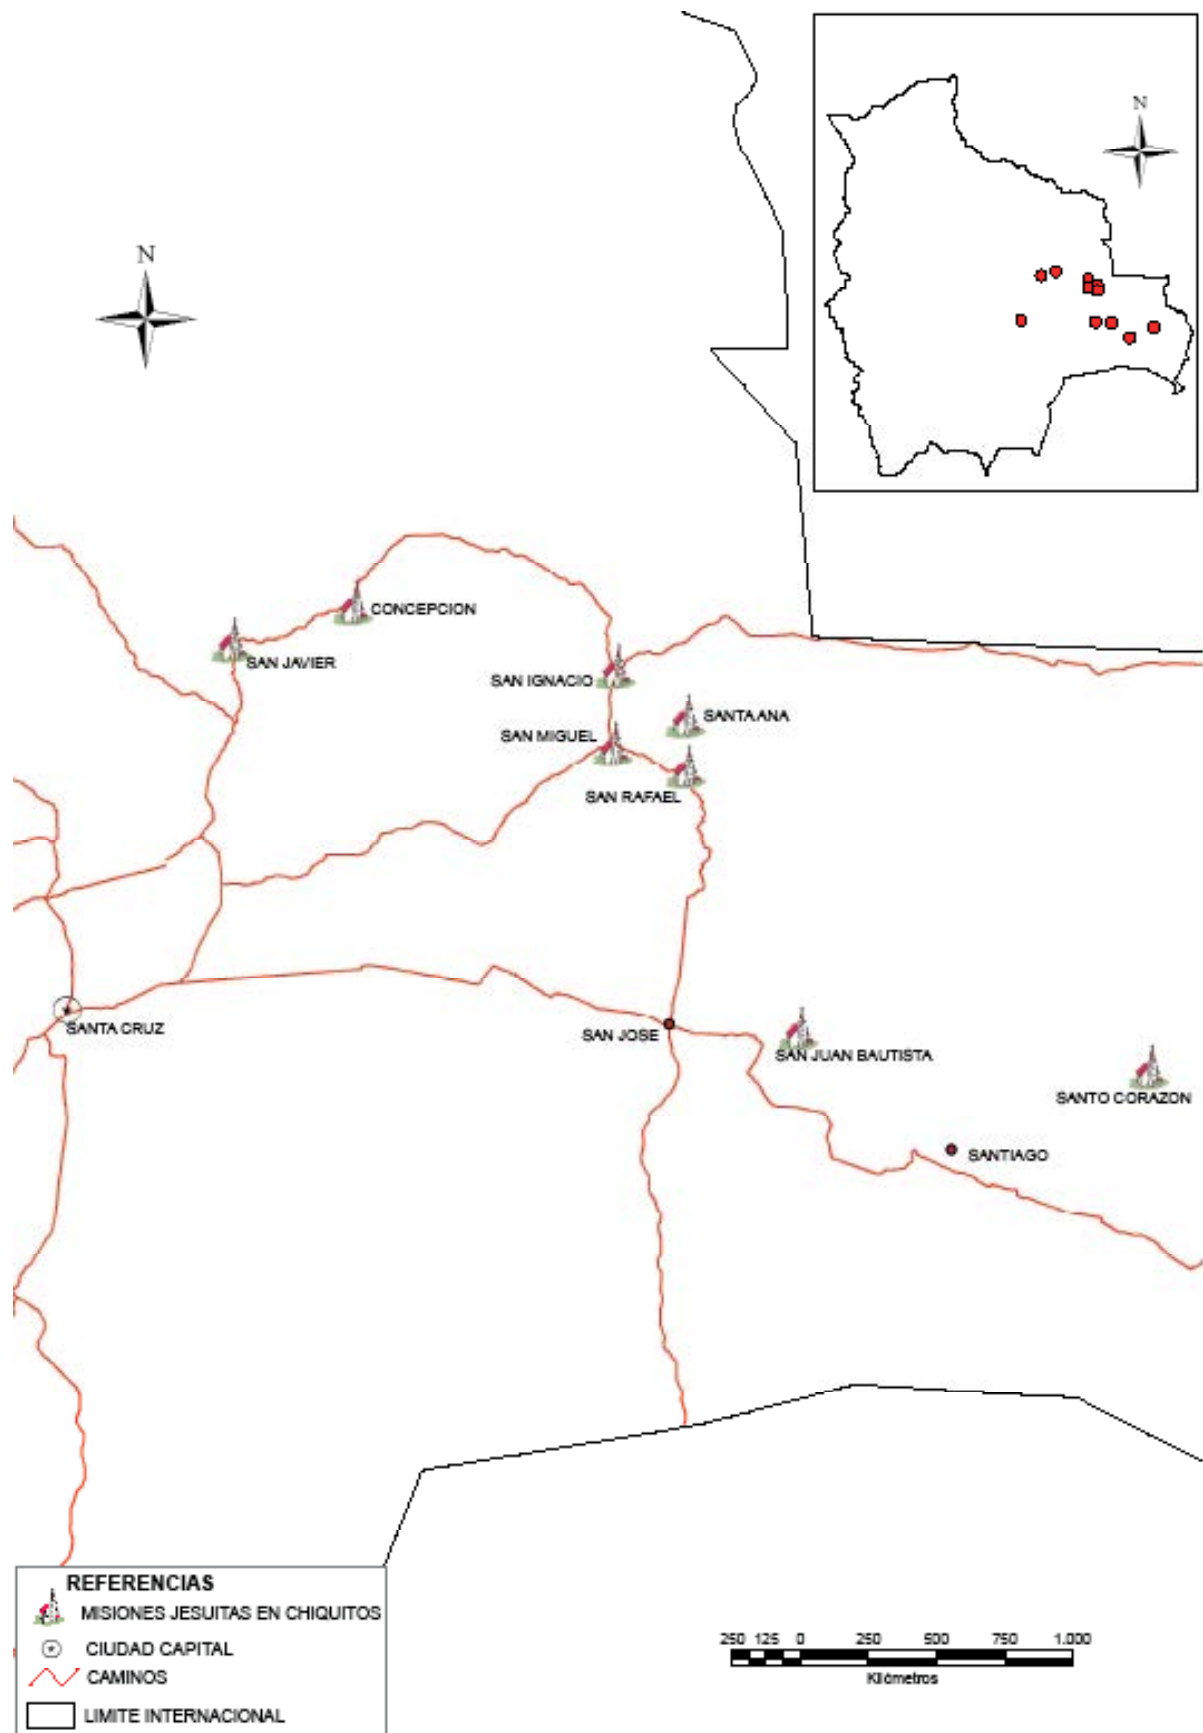 N
N
CONCEPCION
SAN JAVIER
SAN IGNACIO
SANTA ANA
SAN MIGUEL
SAN RAFAEL
SANTA CRUZ
SAN JOSE
SAN JUAN BAUTISTA
SANTO CORAZON
SANTIAGO
REFERENCIAS
MISIONES JESUITAS EN CHIQUITOS
CIUDAD CAPITAL
CAMINOS
LIMITE INTERNACIONAL
250 125 0 250 500 750 1.000
Kilómetros